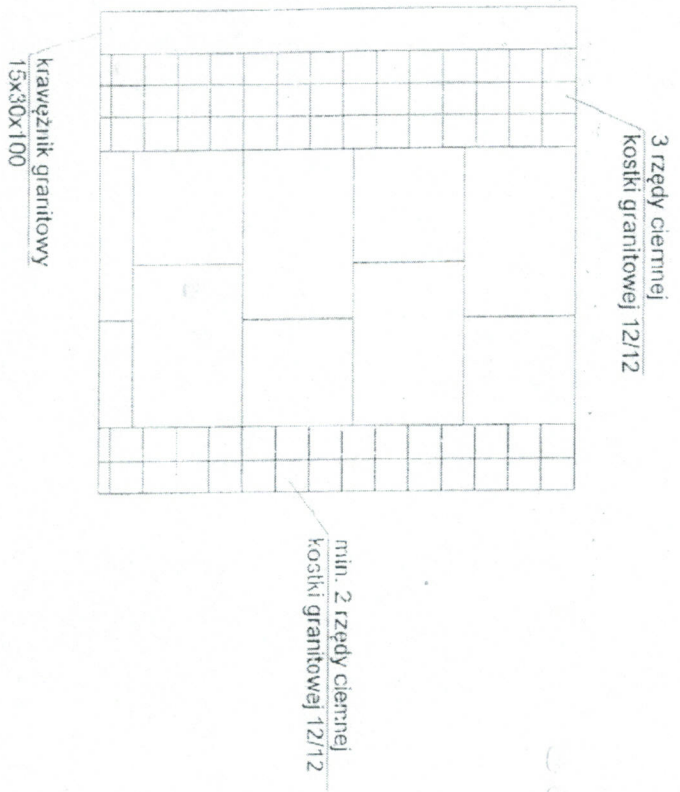 3 rzędy ciemnej
kostki granitowej 12/12
min. 2 rzędy ciemnej
kostki granitowej 12/12
krawężnik granitowy
15x30x100